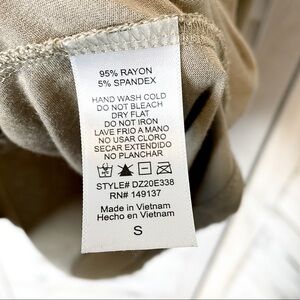 95% RAYON
5% SPANDEX
HAND WASH COLD
DO NOT BLEACH
DRY FLAT
DO NOT IRON
LAVE FRIO A MANO
NO USAR CLORO
SECAR EXTENDIDO
NO PLANCHAR
STYLE# DZ20E338
RN# 149137
Made in Vietnam
Hecho en Vietnam
S